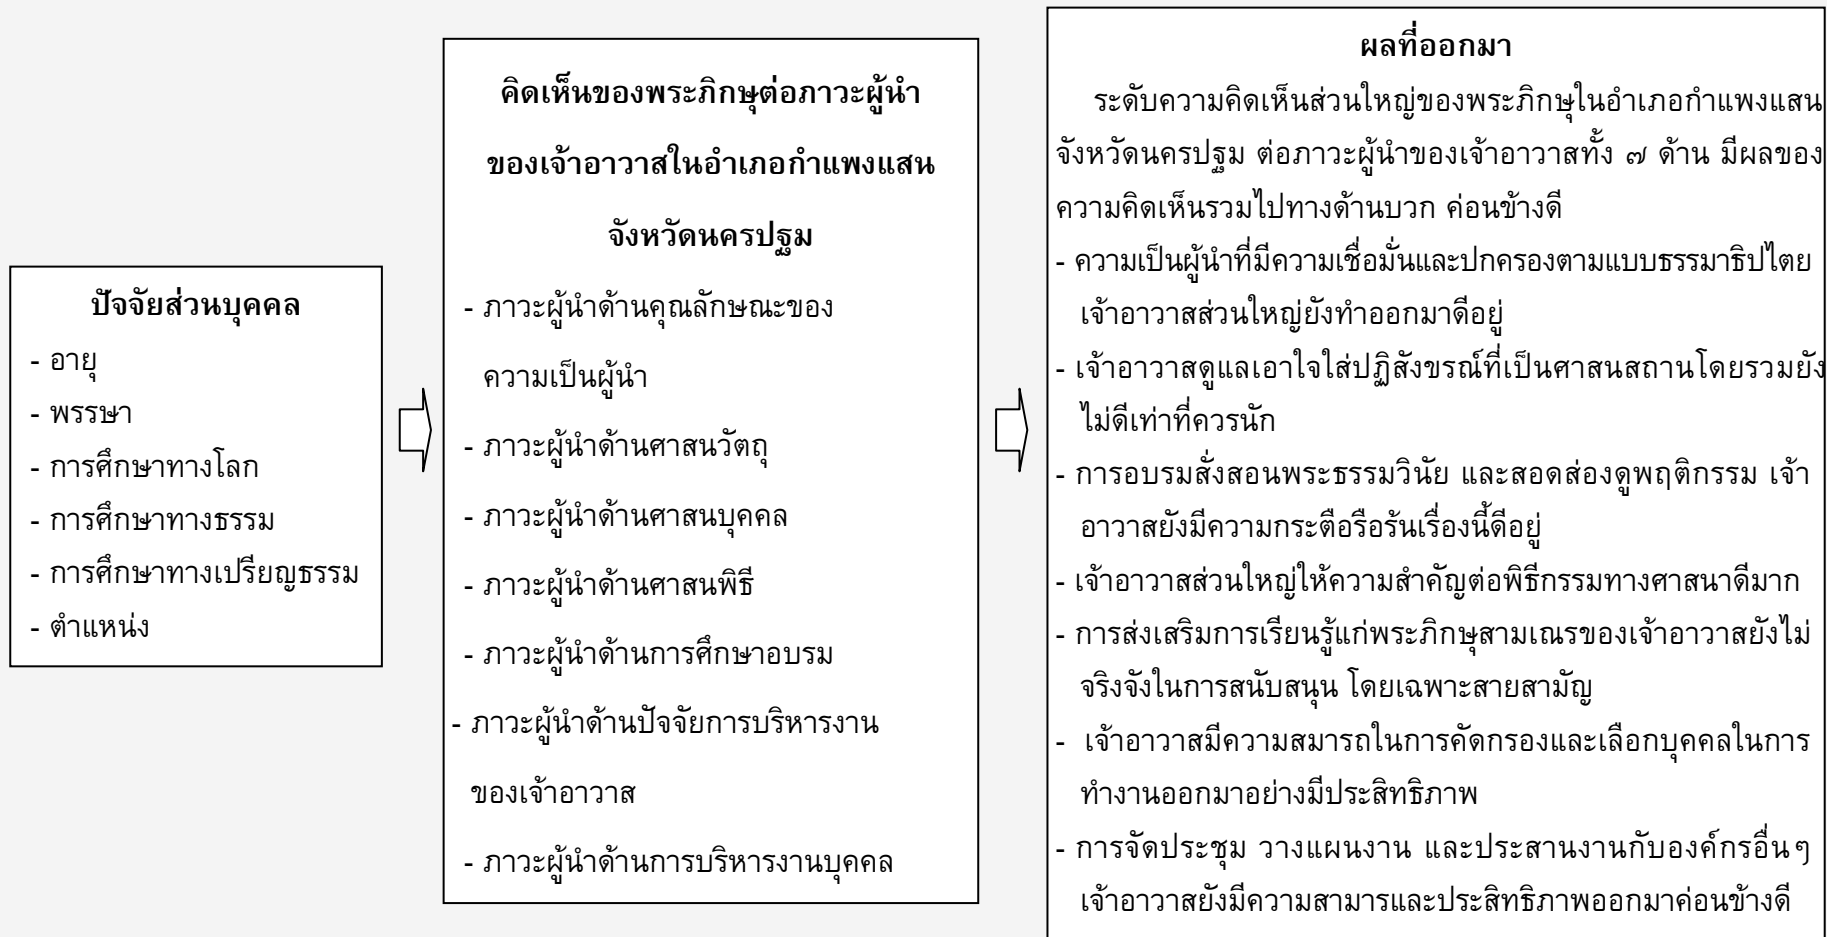 ปัจจัยส่วนบุคคล
- อายุ
- พรรษา
- การศึกษาทางโลก
- การศึกษาทางธรรม
- การศึกษาทางเปรียญธรรม
- ตำแหน่ง
คิดเห็นของพระภิกษุต่อภาวะผู้นำ
ของเจ้าอาวาสในอำเภอกำแพงแสน
จังหวัดนครปฐม
- ภาวะผู้นำด้านคุณลักษณะของ
ความเป็นผู้นำ
- ภาวะผู้นำด้านศาสนวัตถุ
- ภาวะผู้นำด้านศาสนบุคคล
- ภาวะผู้นำด้านศาสนพิธี
- ภาวะผู้นำด้านการศึกษาอบรม
- ภาวะผู้นำด้านปัจจัยการบริหารงาน
ของเจ้าอาวาส
- ภาวะผู้นำด้านการบริหารงานบุคคล
ผลที่ออกมา
ระดับความคิดเห็นส่วนใหญ่ของพระภิกษุในอำเภอกำแพงแสน
จังหวัดนครปฐม ต่อภาวะผู้นำของเจ้าอาวาสทั้ง ๗ ด้าน มีผลของ
ความคิดเห็นรวมไปทางด้านบวก ค่อนข้างดี
- ความเป็นผู้นำที่มีความเชื่อมั่นและปกครองตามแบบธรรมาธิปไตย
เจ้าอาวาสส่วนใหญ่ยังทำออกมาดีอยู่
- เจ้าอาวาสดูแลเอาใจใส่ปฏิสังขรณ์ที่เป็นศาสนสถานโดยรวมยัง
ไม่ดีเท่าที่ควรนัก
- การอบรมสั่งสอนพระธรรมวินัย และสอดส่องดูพฤติกรรม เจ้า
อาวาสยังมีความกระตือรือร้นเรื่องนี้ดีอยู่
- เจ้าอาวาสส่วนใหญ่ให้ความสำคัญต่อพิธีกรรมทางศาสนาดีมาก
- การส่งเสริมการเรียนรู้แก่พระภิกษุสามเณรของเจ้าอาวาสยังไม่
จริงจังในการสนับสนุน โดยเฉพาะสายสามัญ
- เจ้าอาวาสมีความสมารถในการคัดกรองและเลือกบุคคลในการ
ทำงานออกมาอย่างมีประสิทธิภาพ
- การจัดประชุม วางแผนงาน และประสานงานกับองค์กรอื่นๆ
เจ้าอาวาสยังมีความสามารและประสิทธิภาพออกมาค่อนข้างดี